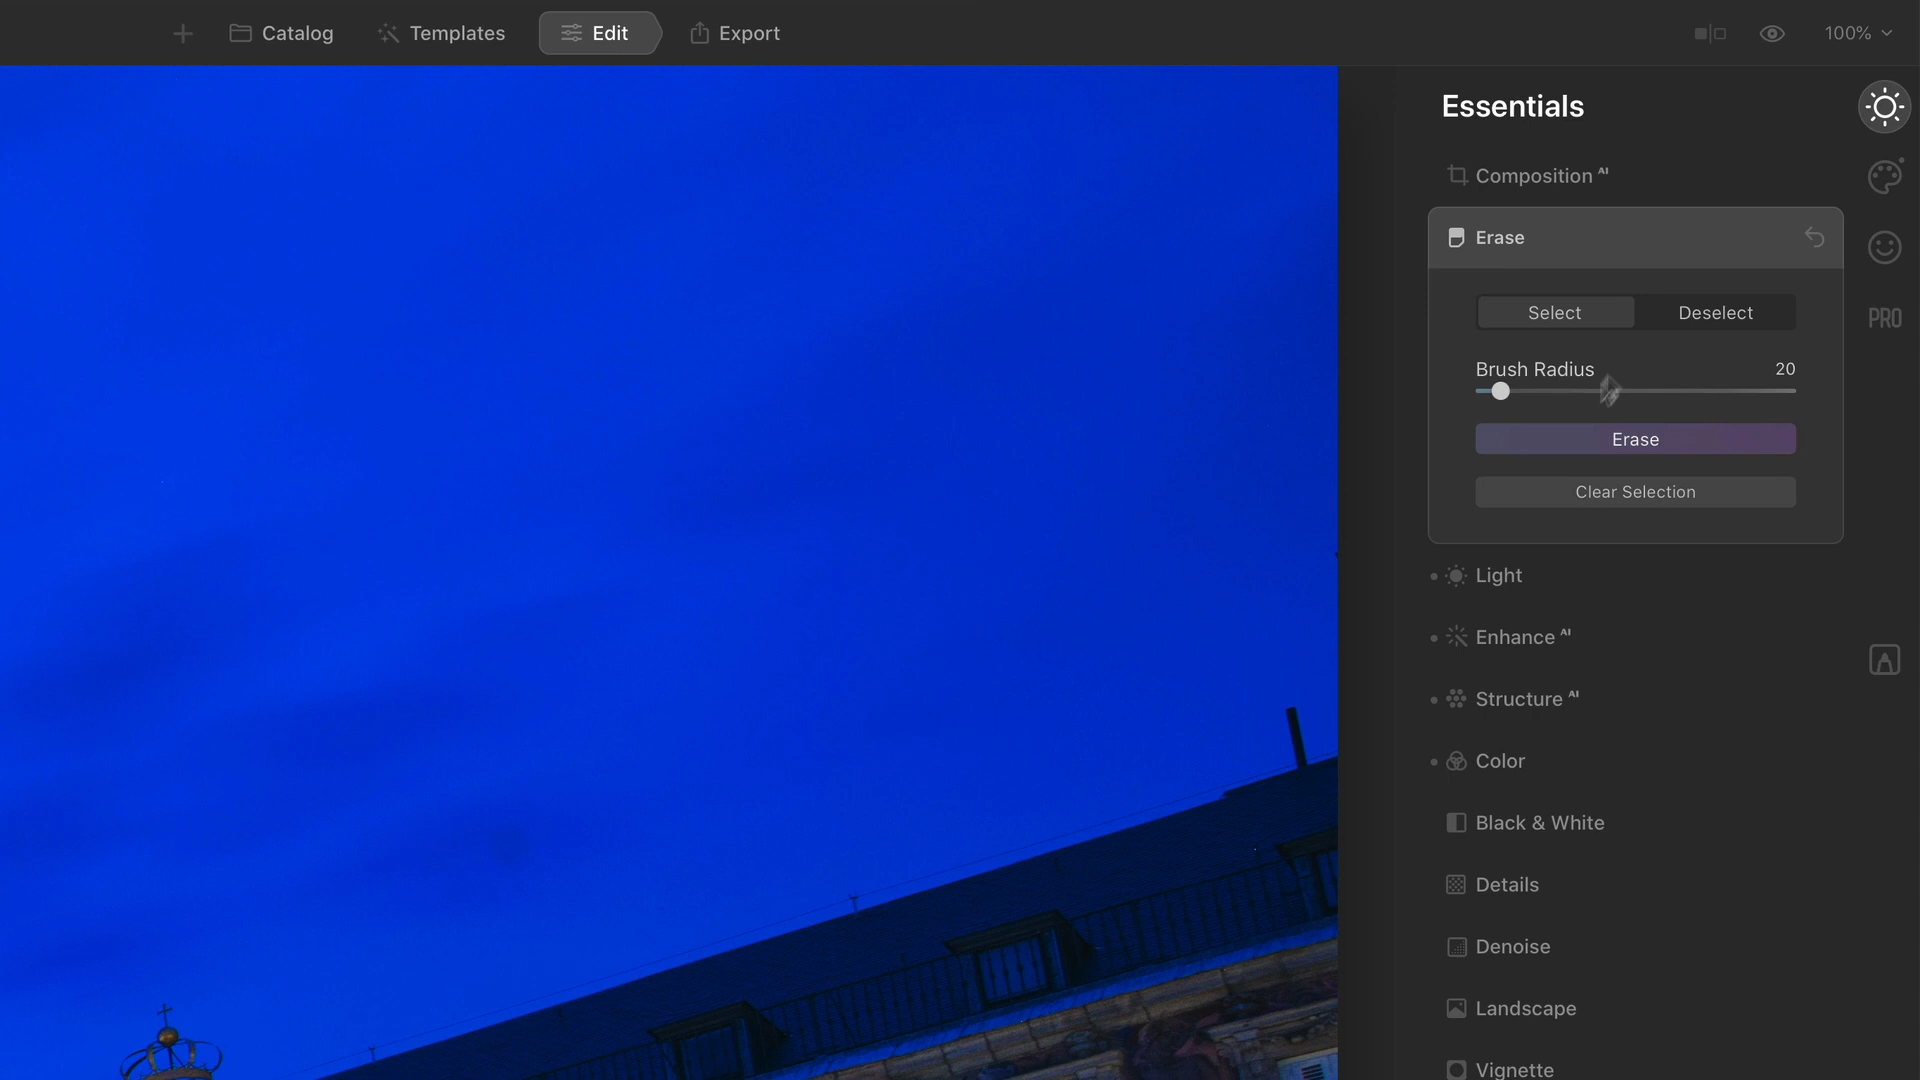 Catalog
Templates
Edit
Export
100%
Essentials
Composition AI
Erase
Select
Deselect
Brush Radius 20
Erase
Clear Selection
Light
Enhance AI
Structure AI
Color
Black & White
Details
Denoise
Landscape
Vignette
PRO